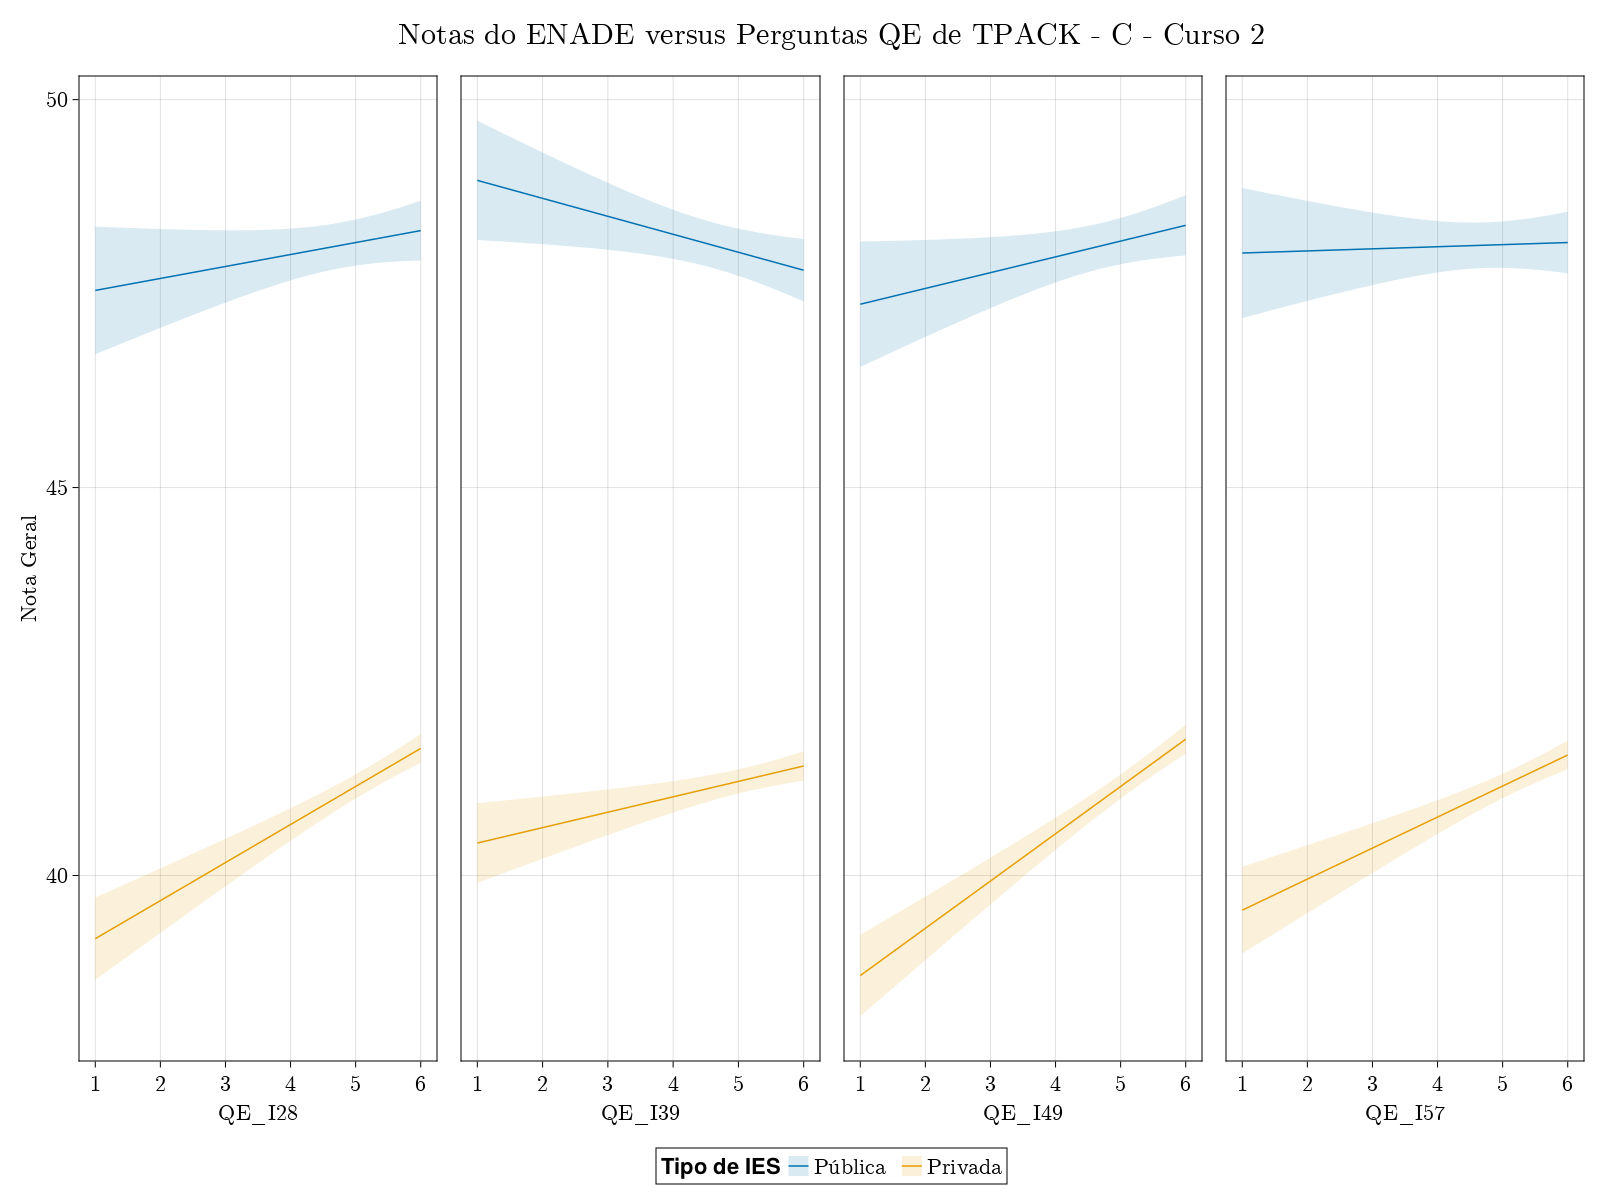 Notas do ENADE versus Perguntas QE de TPACK - C - Curso 2
50
45
40
Nota Geral
1 2 3 4 5 6
QE_I28
1 2 3 4 5 6
QE_I39
1 2 3 4 5 6
QE_I49
1 2 3 4 5 6
QE_I57
Tipo de IES Pública Privada